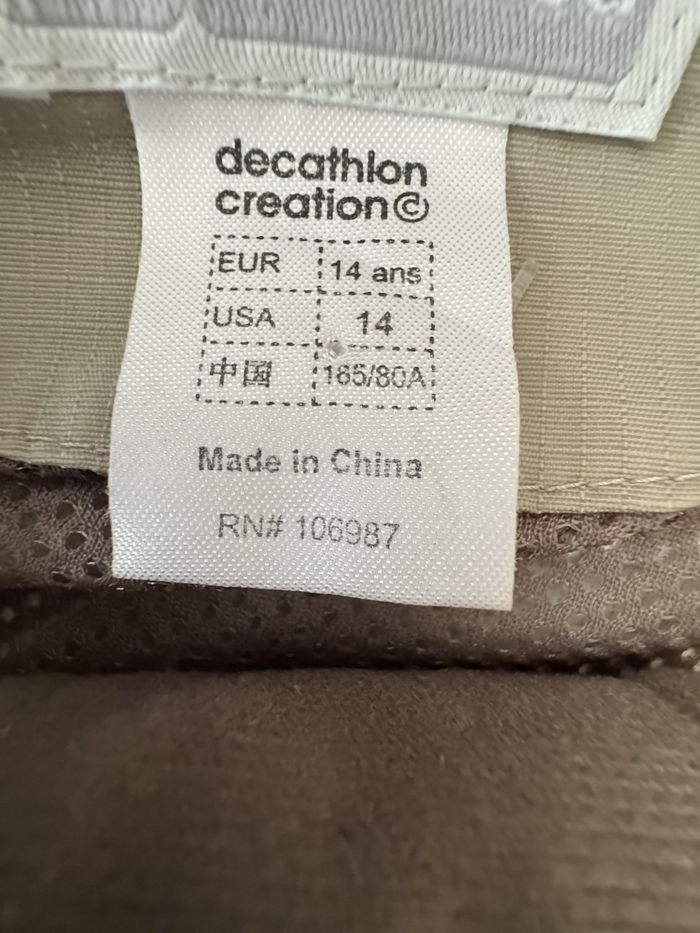 decathlon
creation©
EUR 14 ans
USA 14
中国 165/80A
Made in China
RN# 106987